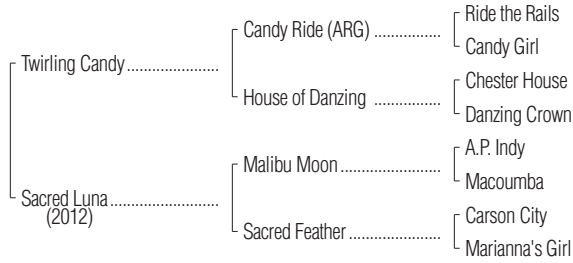 Ride the Rails
Candy Ride (ARG) ................
Candy Girl
Twirling Candy ......................
Chester House
House of Danzing ................
Danzing Crown
A.P. Indy
Malibu Moon ........................
Macoumba
Sacred Luna ..........................
(2012)
Carson City
Sacred Feather ......................
Marianna's Girl